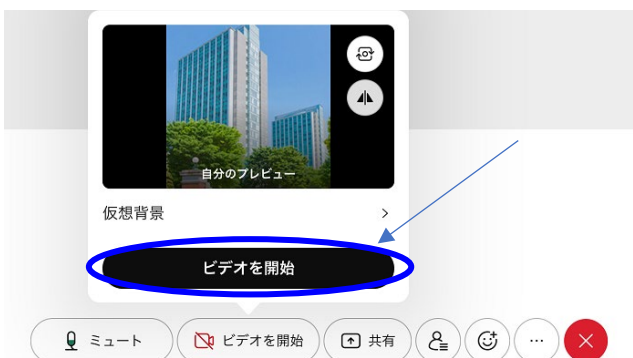 自分のプレビュー
仮想背景
ビデオを開始
ミュート
ビデオを開始
共有